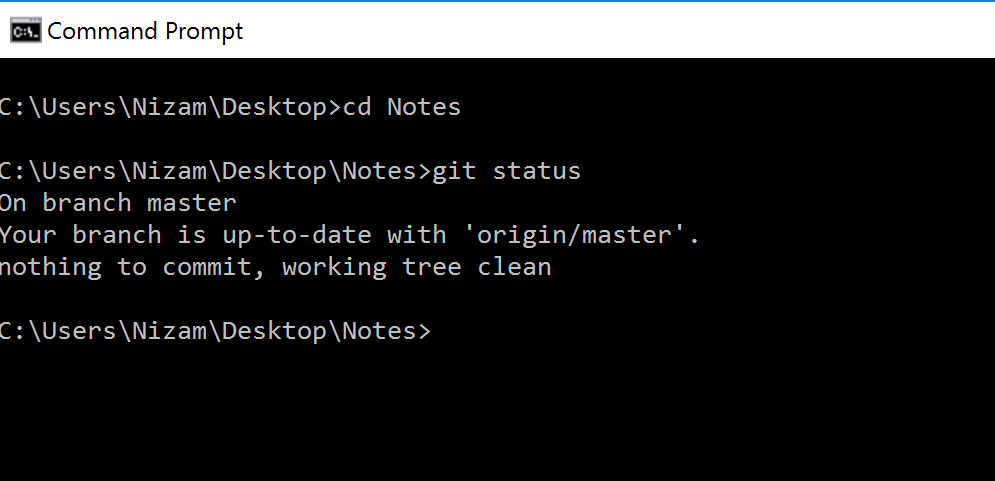 Command Prompt
C:\Users\Nizam\Desktop>cd Notes
C:\Users\Nizam\Desktop\Notes>git status
On branch master
Your branch is up-to-date with 'origin/master'.
nothing to commit, working tree clean
C:\Users\Nizam\Desktop\Notes>